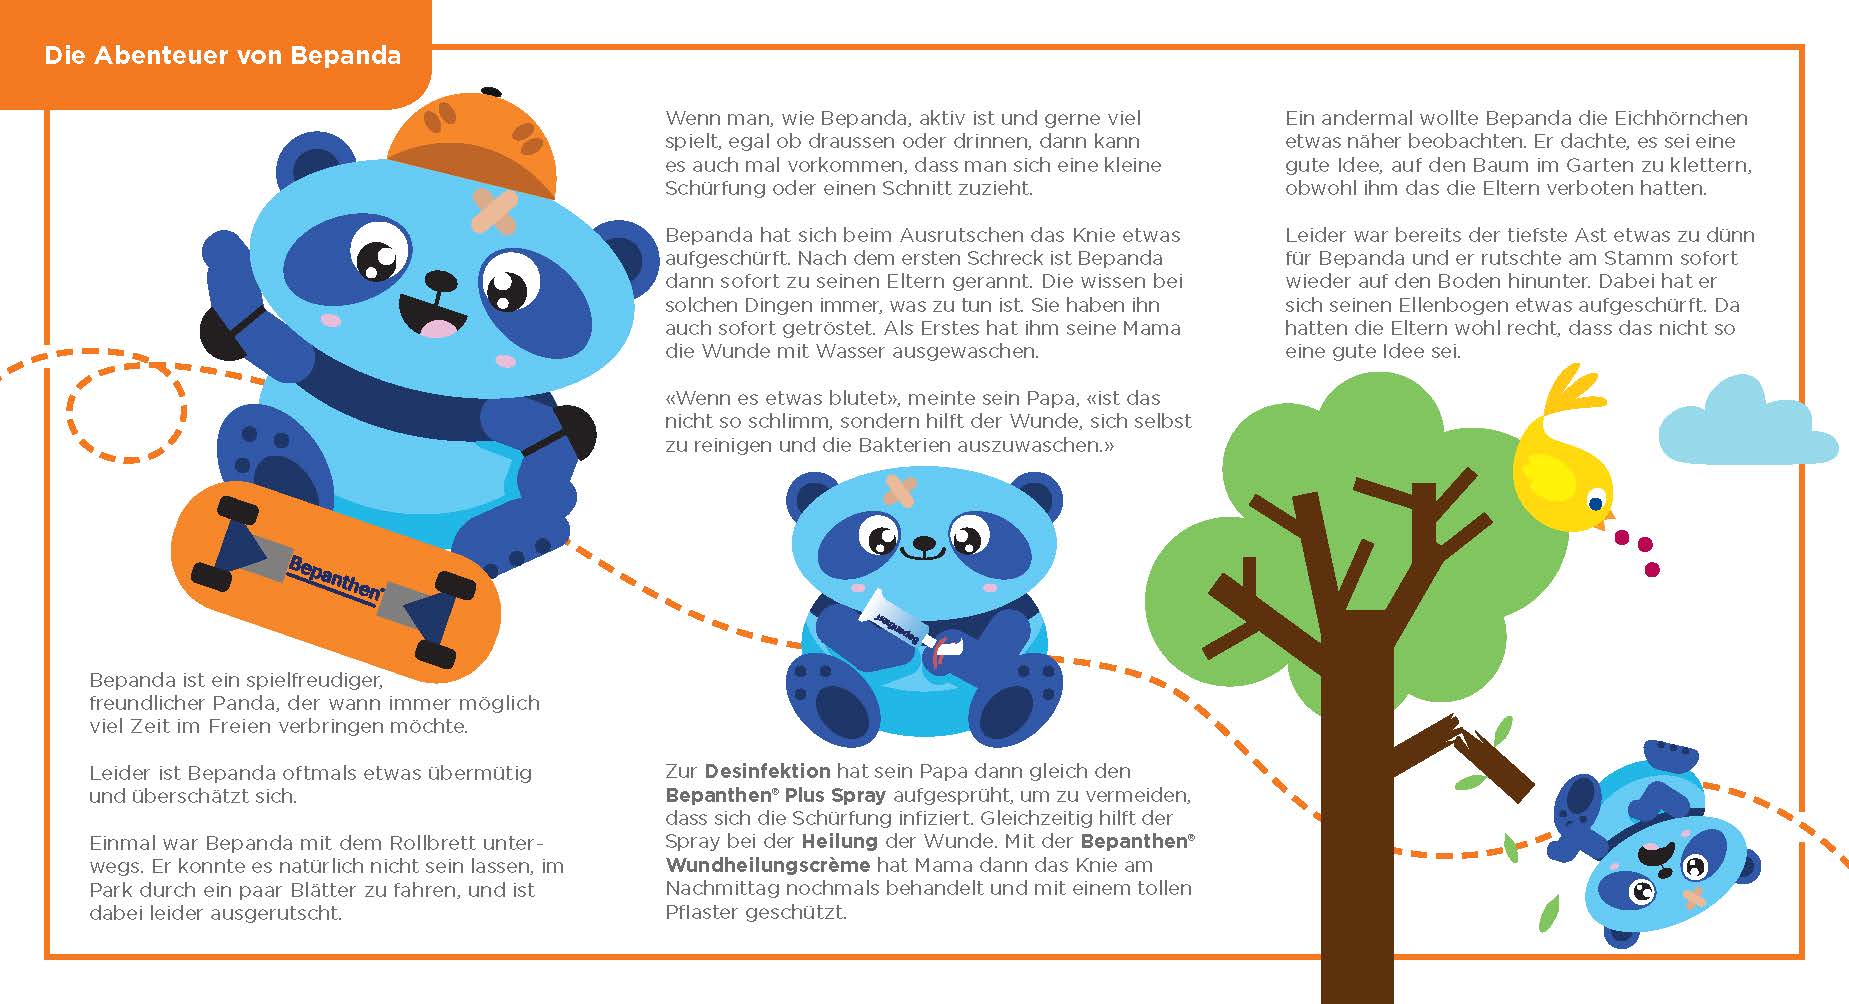 Die Abenteuer von Bepanda
Bepanthen®
Bepanda ist ein spielfreudiger,
freundlicher Panda, der wann immer möglich
viel Zeit im Freien verbringen möchte.
Leider ist Bepanda oftmals etwas übermütig
und überschätzt sich.
Einmal war Bepanda mit dem Rollbrett unter-
wegs. Er konnte es natürlich nicht sein lassen, im
Park durch ein paar Blätter zu fahren, und ist
dabei leider ausgerutscht.
Wenn man, wie Bepanda, aktiv ist und gerne viel
spielt, egal ob draussen oder drinnen, dann kann
es auch mal vorkommen, dass man sich eine kleine
Schürfung oder einen Schnitt zuzieht.
Bepanda hat sich beim Ausrutschen das Knie etwas
aufgeschürft. Nach dem ersten Schreck ist Bepanda
dann sofort zu seinen Eltern gerannt. Die wissen bei
solchen Dingen immer, was zu tun ist. Sie haben ihn
auch sofort getröstet. Als Erstes hat ihm seine Mama
die Wunde mit Wasser ausgewaschen.
«Wenn es etwas blutet», meinte sein Papa, «ist das
nicht so schlimm, sondern hilft der Wunde, sich selbst
zu reinigen und die Bakterien auszuwaschen.»
Bepanthen®
Zur Desinfektion hat sein Papa dann gleich den
Bepanthen® Plus Spray aufgesprüht, um zu vermeiden,
dass sich die Schürfung infiziert. Gleichzeitig hilft der
Spray bei der Heilung der Wunde. Mit der Bepanthen®
Wundheilungscrème hat Mama dann das Knie am
Nachmittag nochmals behandelt und mit einem tollen
Pflaster geschützt.
Ein andermal wollte Bepanda die Eichhörnchen
etwas näher beobachten. Er dachte, es sei eine
gute Idee, auf den Baum im Garten zu klettern,
obwohl ihm das die Eltern verboten hatten.
Leider war bereits der tiefste Ast etwas zu dünn
für Bepanda und er rutschte am Stamm sofort
wieder auf den Boden hinunter. Dabei hat er
sich seinen Ellenbogen etwas aufgeschürft. Da
hatten die Eltern wohl recht, dass das nicht so
eine gute Idee sei.